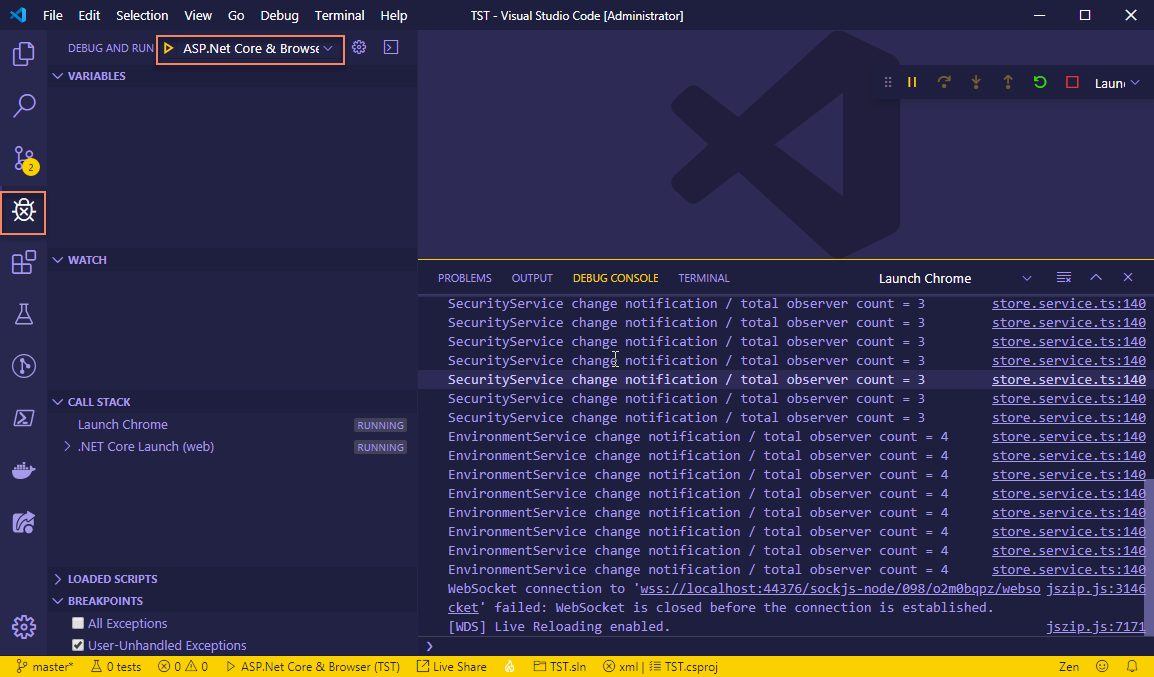 File Edit Selection View Go Debug Terminal Help TST - Visual Studio Code [Administrator]
DEBUG AND RUN ASP.Net Core & Browse
VARIABLES
Laun
2
WATCH
CALL STACK
Launch Chrome RUNNING
.NET Core Launch (web) RUNNING
LOADED SCRIPTS
BREAKPOINTS
All Exceptions
User-Unhandled Exceptions
PROBLEMS OUTPUT DEBUG CONSOLE TERMINAL Launch Chrome
SecurityService change notification / total observer count = 3 store.service.ts:140
SecurityService change notification / total observer count = 3 store.service.ts:140
SecurityService change notification / total observer count = 3 store.service.ts:140
SecurityService change notification / total observer count = 3 store.service.ts:140
SecurityService change notification / total observer count = 3 store.service.ts:140
SecurityService change notification / total observer count = 3 store.service.ts:140
SecurityService change notification / total observer count = 3 store.service.ts:140
EnvironmentService change notification / total observer count = 4 store.service.ts:140
EnvironmentService change notification / total observer count = 4 store.service.ts:140
EnvironmentService change notification / total observer count = 4 store.service.ts:140
EnvironmentService change notification / total observer count = 4 store.service.ts:140
EnvironmentService change notification / total observer count = 4 store.service.ts:140
EnvironmentService change notification / total observer count = 4 store.service.ts:140
EnvironmentService change notification / total observer count = 4 store.service.ts:140
EnvironmentService change notification / total observer count = 4 store.service.ts:140
WebSocket connection to 'wss://localhost:44376/sockjs-node/098/o2m0bqpz/webso jszip.js:3146
cket' failed: WebSocket is closed before the connection is established.
[WDS] Live Reloading enabled. jszip.js:7171
master* 0 tests 0 0 ASP.Net Core & Browser (TST) Live Share TST.sln xml | TST.csproj Zen